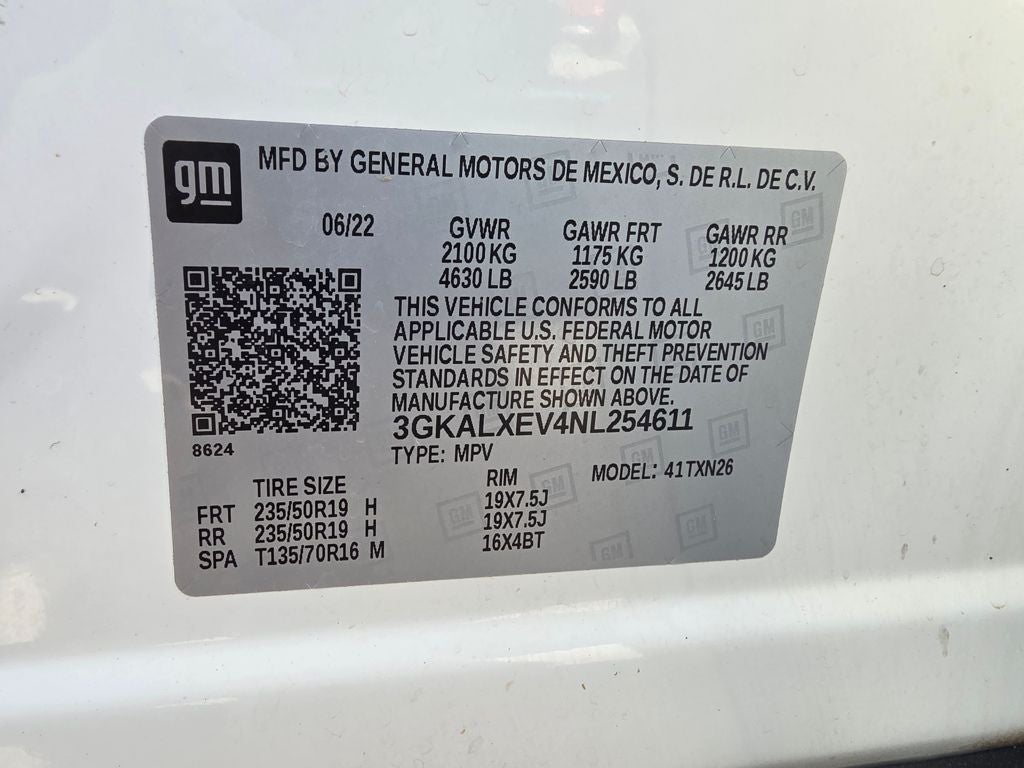 gm MFD BY GENERAL MOTORS DE MEXICO, S. DE R.L. DE C.V.
06/22 GVWR GAWR FRT GAWR RR
2100 KG 1175 KG 1200 KG
4630 LB 2590 LB 2645 LB
THIS VEHICLE CONFORMS TO ALL
APPLICABLE U.S. FEDERAL MOTOR
VEHICLE SAFETY AND THEFT PREVENTION
STANDARDS IN EFFECT ON THE DATE OF
MANUFACTURE SHOWN ABOVE.
3GKALXEV4NL254611
8624
TYPE: MPV MODEL: 41TXN26
TIRE SIZE RIM
FRT 235/50R19 H 19X7.5J
RR 235/50R19 H 19X7.5J
SPA T135/70R16 M 16X4BT